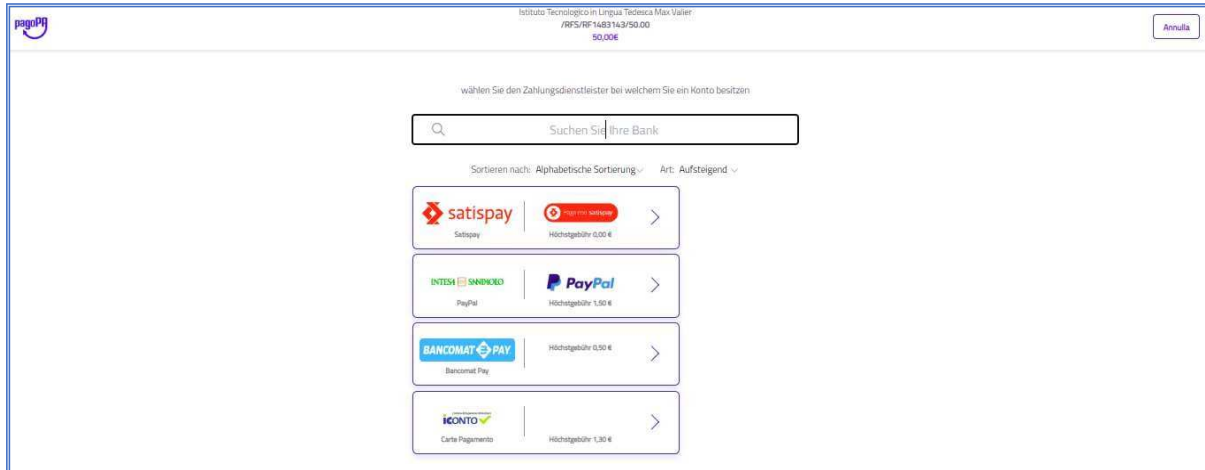 pagoPA
Istituto Tecnologico in Lingua Tedesca Max Valier
/RFS/RF1483143/50.00
50,00€
Annulla
wählen Sie den Zahlungsdienstleister bei welchem Sie ein Konto besitzen
Suchen Sie Ihre Bank
Sortieren nach: Alphabetische Sortierung Art: Aufsteigend
satispay
satispay
Satispay
Höchstgebühr 0,00 €
INTESA SANPAOLO
PayPal
PayPal
Höchstgebühr 1,50 €
BANCOMAT PAY
Höchstgebühr 0,50 €
Bancomat Pay
iCONTO
Carte Pagamento
Höchstgebühr 1,30 €